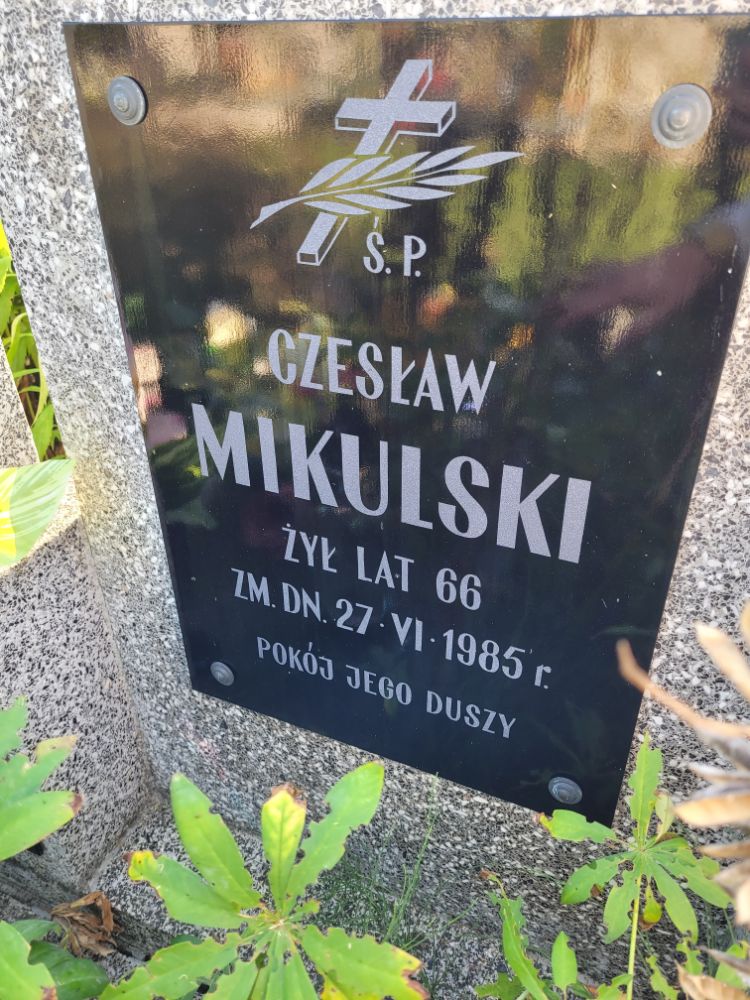 Ś. P.
CZESŁAW
MIKULSKI
ŻYŁ LAT 66
ZM. DN. 27·VI·1985 r.
POKÓJ JEGO DUSZY